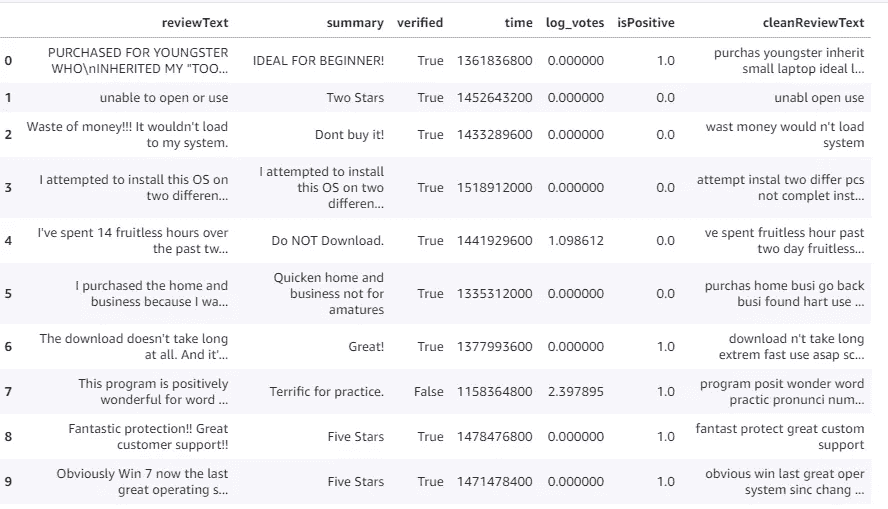 reviewText summary verified time log_votes isPositive cleanReviewText
0 PURCHASED FOR YOUNGSTER WHO\nINHERITED MY "TOO... IDEAL FOR BEGINNER! True 1361836800 0.000000 1.0 purchas youngster inherit small laptop ideal l...
1 unable to open or use Two Stars True 1452643200 0.000000 0.0 unabl open use
2 Waste of money!!! It wouldn't load to my system. Dont buy it! True 1433289600 0.000000 0.0 wast money would n't load system
3 I attempted to install this OS on two differen... I attempted to install this OS on two differen... True 1518912000 0.000000 0.0 attempt instal two differ pcs not complet inst...
4 I've spent 14 fruitless hours over the past tw... Do NOT Download. True 1441929600 1.098612 0.0 ve spent fruitless hour past two day fruitless...
5 I purchased the home and business because I wa... Quicken home and business not for amatures True 1335312000 0.000000 0.0 purchas home busi go back busi found hart use ...
6 The download doesn't take long at all. And it'... Great! True 1377993600 0.000000 1.0 download n't take long extrem fast use asap sc...
7 This program is positively wonderful for word ... Terrific for practice. False 1158364800 2.397895 1.0 program posit wonder word practic pronunci num...
8 Fantastic protection!! Great customer support!! Five Stars True 1478476800 0.000000 1.0 fantast protect great custom support
9 Obviously Win 7 now the last great operating s... Five Stars True 1471478400 0.000000 1.0 obvious win last great oper system sinc chang ...